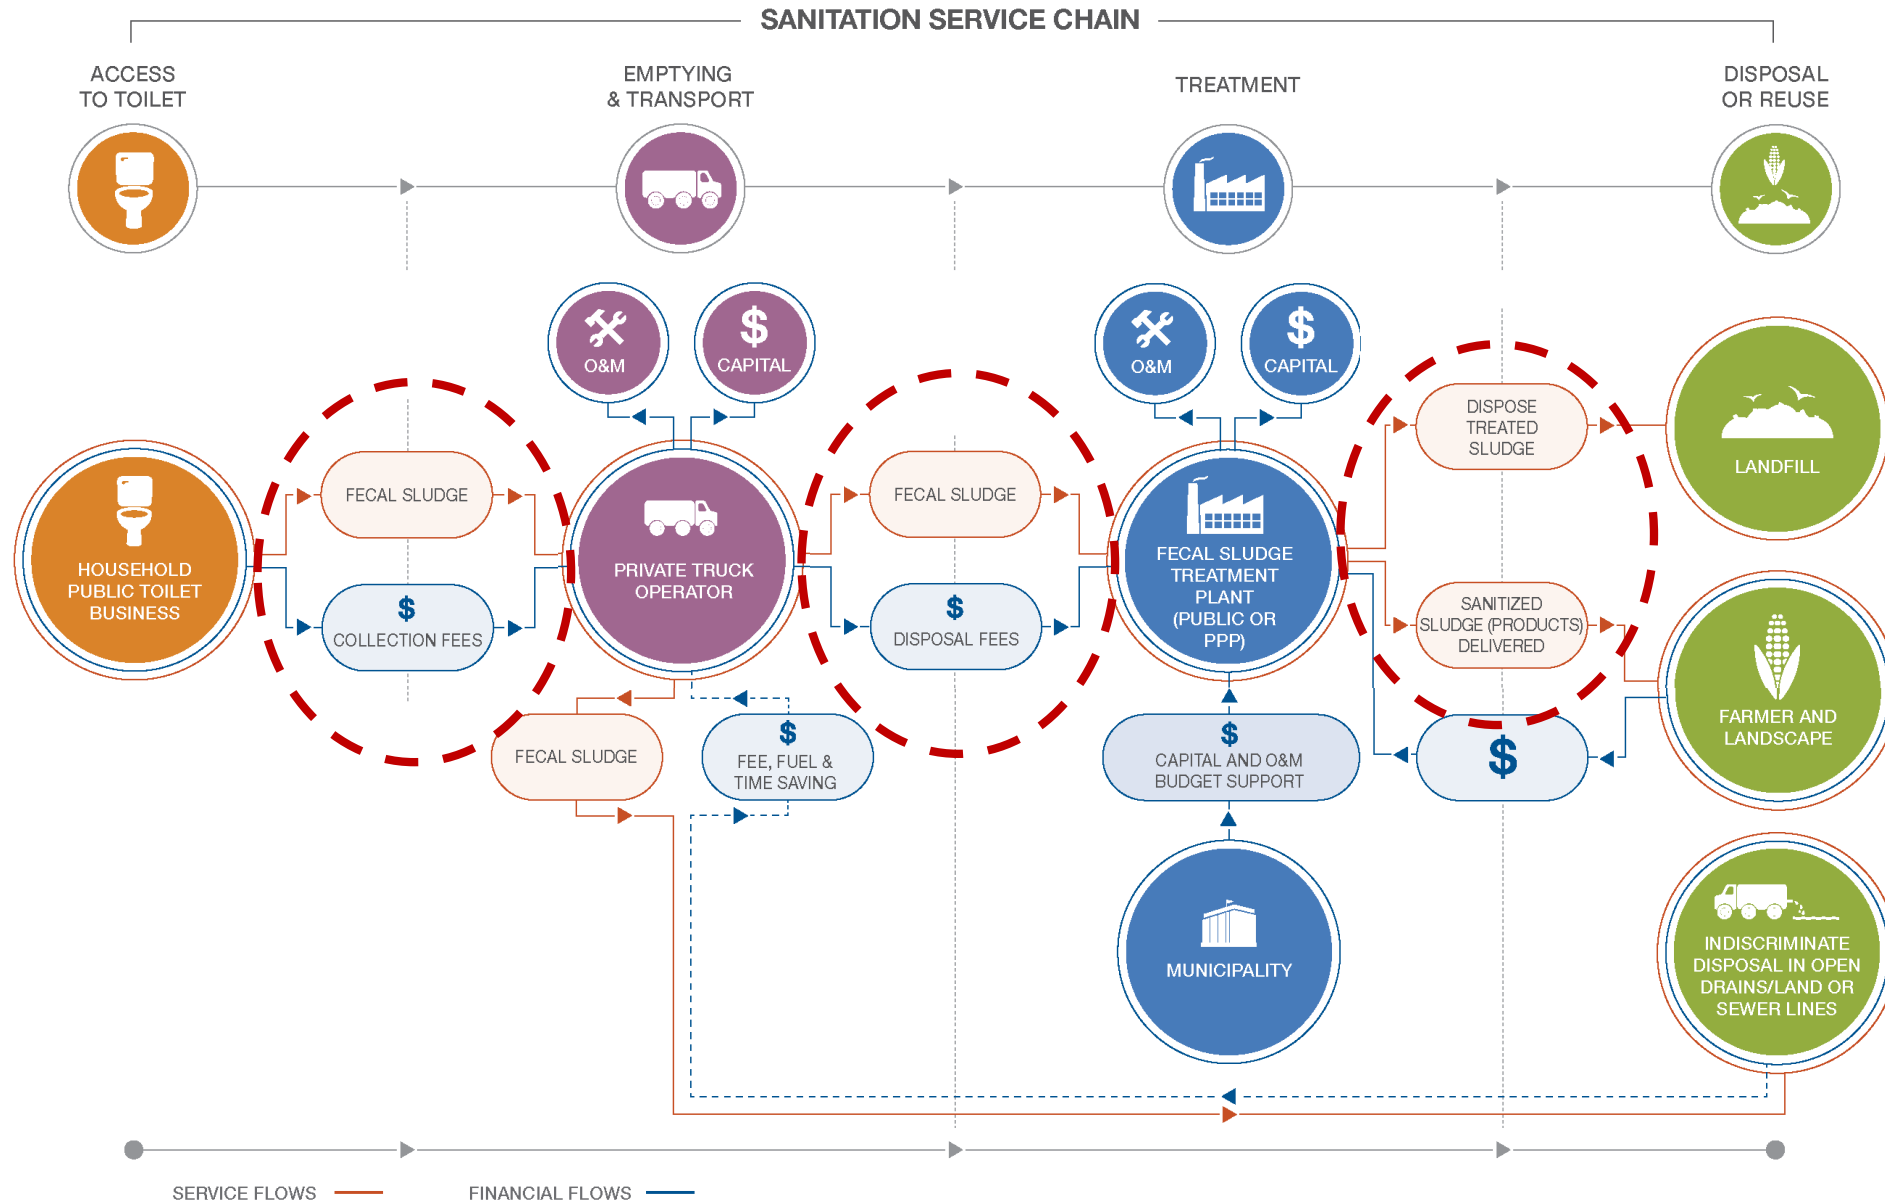 SANITATION SERVICE CHAIN
ACCESS
TO TOILET
EMPTYING
& TRANSPORT
TREATMENT
DISPOSAL
OR REUSE
O&M
$
CAPITAL
O&M
$
CAPITAL
HOUSEHOLD
PUBLIC TOILET
BUSINESS
FECAL SLUDGE
$
COLLECTION FEES
PRIVATE TRUCK
OPERATOR
FECAL SLUDGE
$
DISPOSAL FEES
FECAL SLUDGE
TREATMENT
PLANT
(PUBLIC OR
PPP)
DISPOSE
TREATED
SLUDGE
SANITIZED
SLUDGE (PRODUCTS)
DELIVERED
LANDFILL
FARMER AND
LANDSCAPE
FECAL SLUDGE
$
FEE, FUEL &
TIME SAVING
$
CAPITAL AND O&M
BUDGET SUPPORT
$
MUNICIPALITY
INDISCRIMINATE
DISPOSAL IN OPEN
DRAINS/LAND OR
SEWER LINES
SERVICE FLOWS
FINANCIAL FLOWS